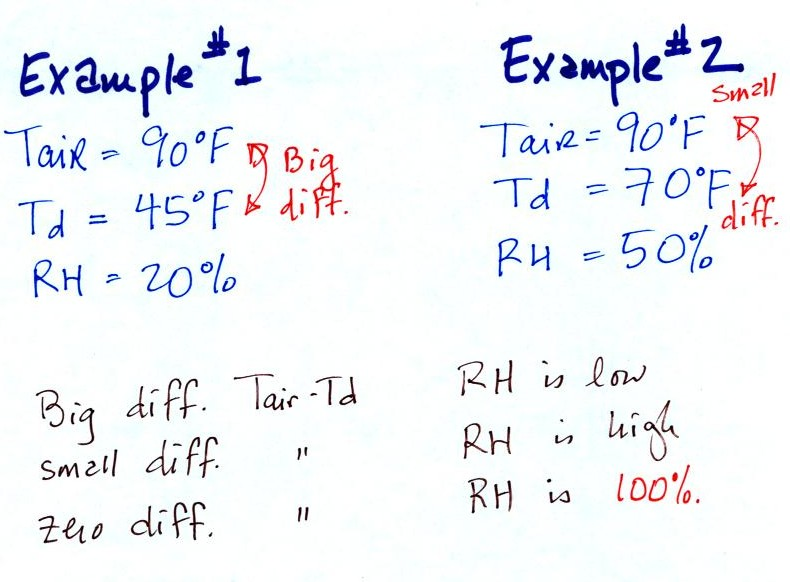 Example #1
Tair = 90°F
Big
Td = 45°F
diff.
RH = 20%
Example #2
Small
Tair = 90°F
Td = 70°F
diff.
RH = 50%
Big diff. Tair-Td RH is low
small diff. " RH is high
zero diff. " RH is 100%.